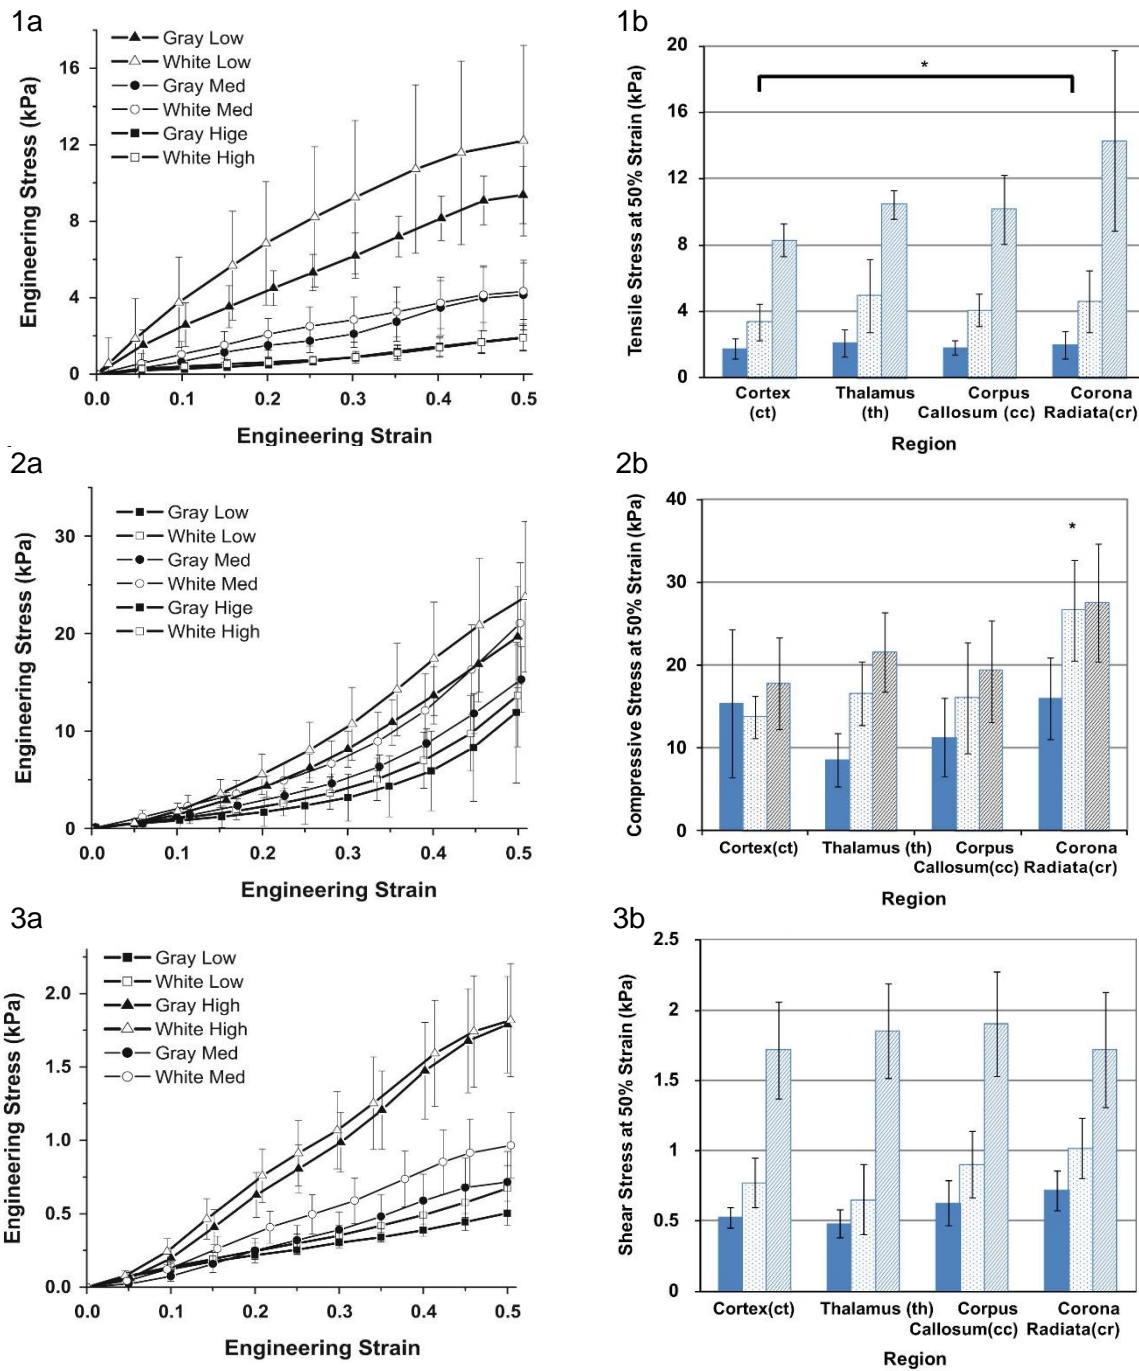 1a
Gray Low
White Low
Gray Med
White Med
Gray Hige
White High
Engineering Stress (kPa)
16
12
8
4
0
0.0 0.1 0.2 0.3 0.4 0.5
Engineering Strain
1b
Tensile Stress at 50% Strain (kPa)
20
16
12
8
4
0
*
Cortex Thalamus Corpus Corona
(ct) (th) Callosum (cc) Radiata(cr)
Region
2a
Gray Low
White Low
Gray Med
White Med
Gray Hige
White High
Engineering Stress (kPa)
30
20
10
0
0.0 0.1 0.2 0.3 0.4 0.5
Engineering Strain
2b
Compressive Stress at 50% Strain (kPa)
40
30
20
10
0
*
Cortex(ct) Thalamus (th) Corpus Corona
Callosum(cc) Radiata(cr)
Region
3a
Gray Low
White Low
Gray High
White High
Gray Med
White Med
Engineering Stress (kPa)
2.0
1.5
1.0
0.5
0.0
0.0 0.1 0.2 0.3 0.4 0.5
Engineering Strain
3b
Shear Stress at 50% Strain (kPa)
2.5
2
1.5
1
0.5
0
Cortex(ct) Thalamus (th) Corpus Corona
Callosum(cc) Radiata(cr)
Region